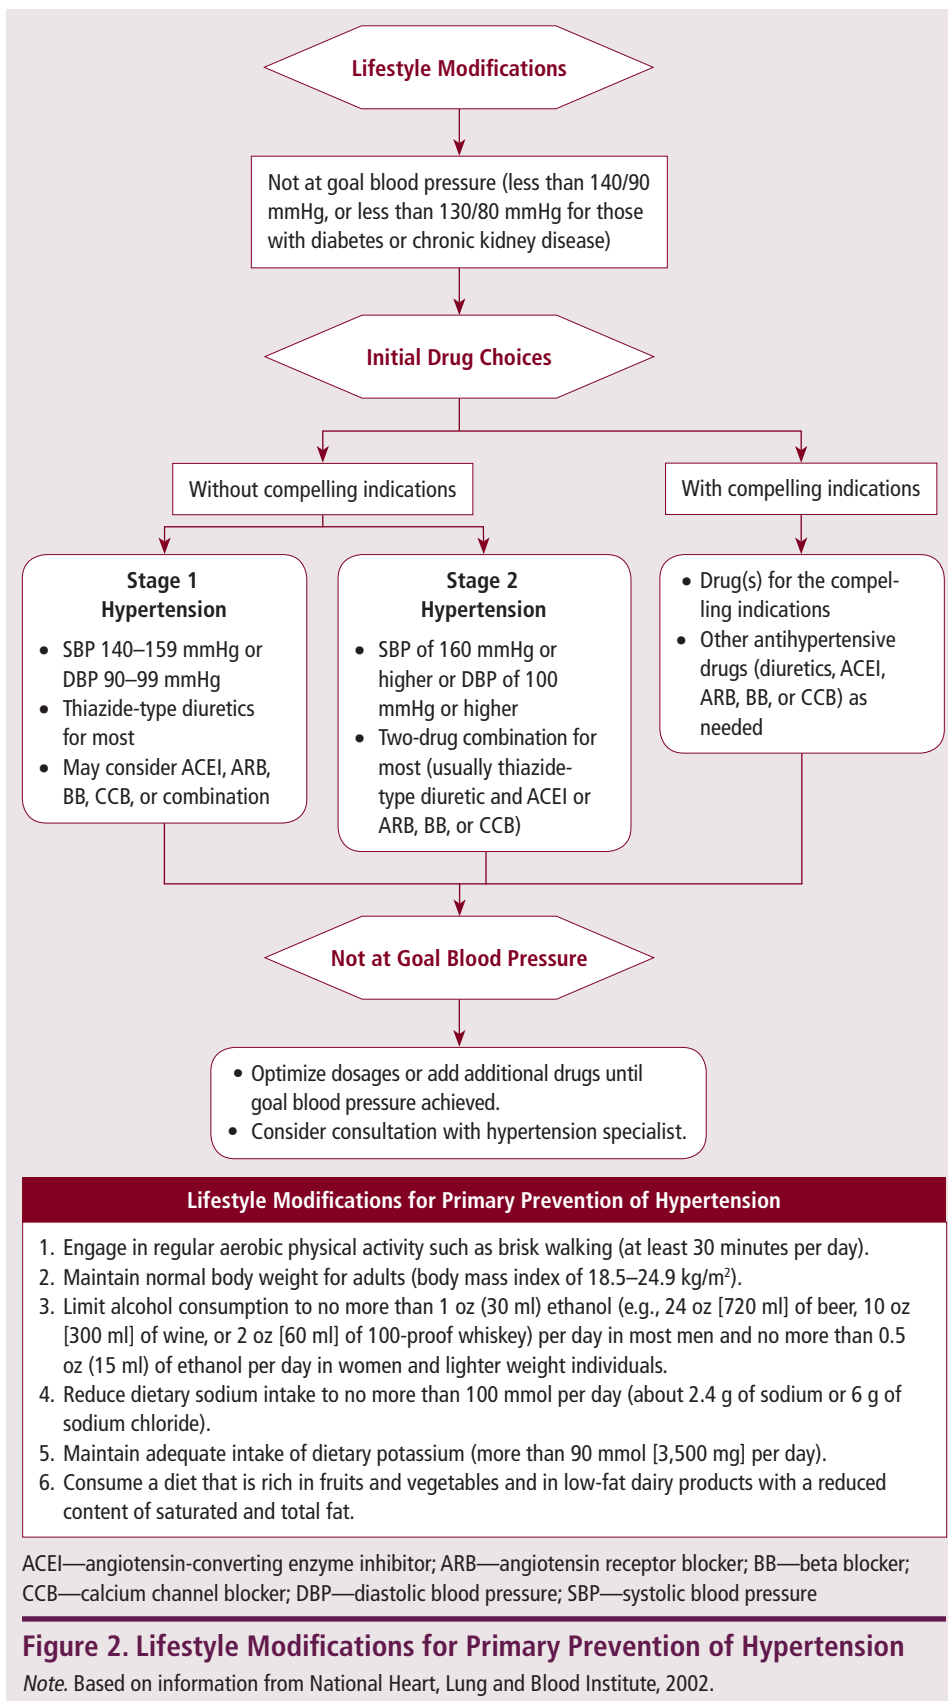 Lifestyle Modifications
Not at goal blood pressure (less than 140/90
mmHg, or less than 130/80 mmHg for those
with diabetes or chronic kidney disease)
Initial Drug Choices
Without compelling indications
With compelling indications
Stage 1
Hypertension
• SBP 140–159 mmHg or
DBP 90–99 mmHg
• Thiazide-type diuretics
for most
• May consider ACEI, ARB,
BB, CCB, or combination
Stage 2
Hypertension
• SBP of 160 mmHg or
higher or DBP of 100
mmHg or higher
• Two-drug combination for
most (usually thiazide-
type diuretic and ACEI or
ARB, BB, or CCB)
• Drug(s) for the compel-
ling indications
• Other antihypertensive
drugs (diuretics, ACEI,
ARB, BB, or CCB) as
needed
Not at Goal Blood Pressure
• Optimize dosages or add additional drugs until
goal blood pressure achieved.
• Consider consultation with hypertension specialist.
Lifestyle Modifications for Primary Prevention of Hypertension
1. Engage in regular aerobic physical activity such as brisk walking (at least 30 minutes per day).
2. Maintain normal body weight for adults (body mass index of 18.5–24.9 kg/m²).
3. Limit alcohol consumption to no more than 1 oz (30 ml) ethanol (e.g., 24 oz [720 ml] of beer, 10 oz
[300 ml] of wine, or 2 oz [60 ml] of 100-proof whiskey) per day in most men and no more than 0.5
oz (15 ml) of ethanol per day in women and lighter weight individuals.
4. Reduce dietary sodium intake to no more than 100 mmol per day (about 2.4 g of sodium or 6 g of
sodium chloride).
5. Maintain adequate intake of dietary potassium (more than 90 mmol [3,500 mg] per day).
6. Consume a diet that is rich in fruits and vegetables and in low-fat dairy products with a reduced
content of saturated and total fat.
ACEI—angiotensin-converting enzyme inhibitor; ARB—angiotensin receptor blocker; BB—beta blocker;
CCB—calcium channel blocker; DBP—diastolic blood pressure; SBP—systolic blood pressure
Figure 2. Lifestyle Modifications for Primary Prevention of Hypertension
Note. Based on information from National Heart, Lung and Blood Institute, 2002.